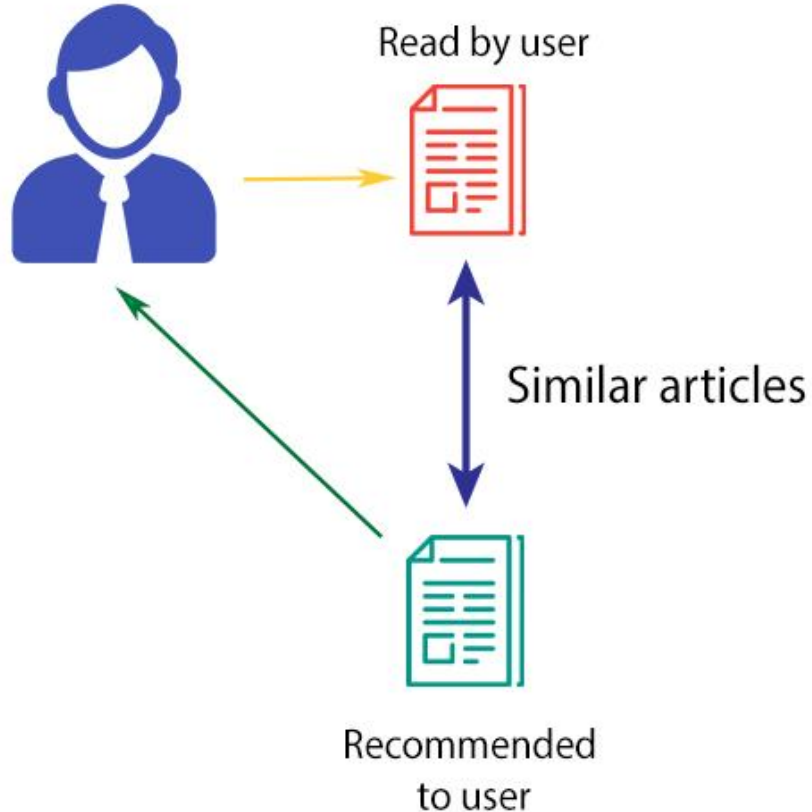 Read by user
Similar articles
Recommended
to user